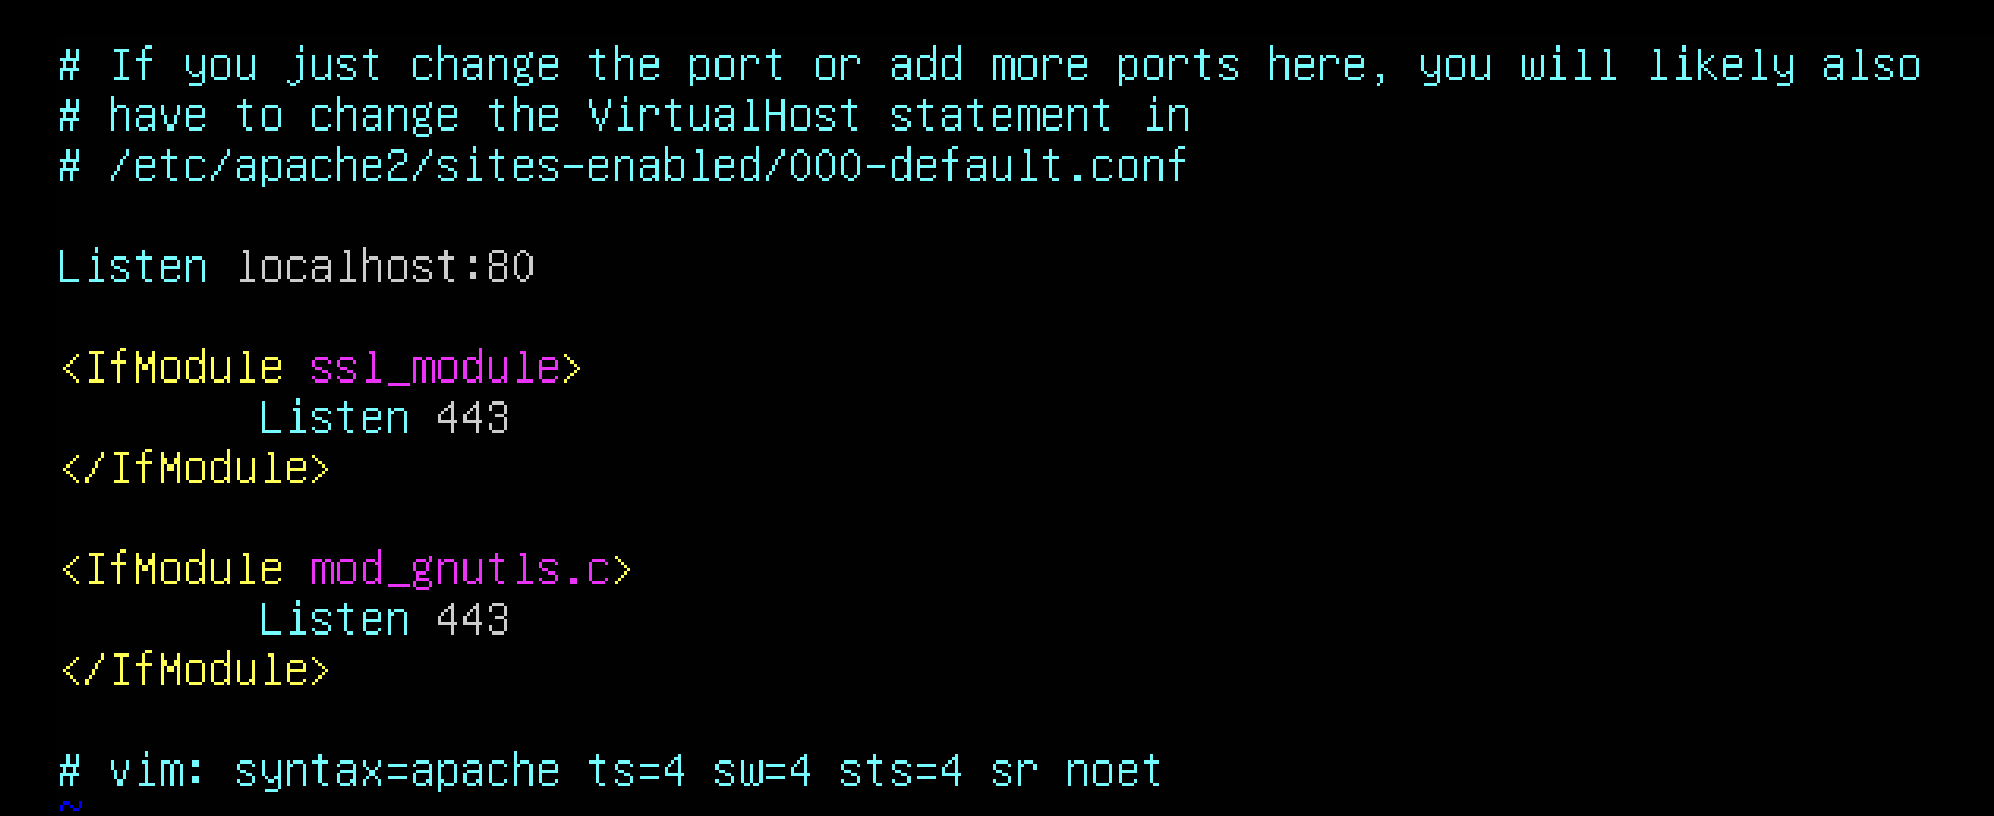 # If you just change the port or add more ports here, you will likely also
# have to change the VirtualHost statement in
# /etc/apache2/sites-enabled/000-default.conf
Listen localhost:80
<IfModule ssl_module>
        Listen 443
</IfModule>
<IfModule mod_gnutls.c>
        Listen 443
</IfModule>
# vim: syntax=apache ts=4 sw=4 sts=4 sr noet
~